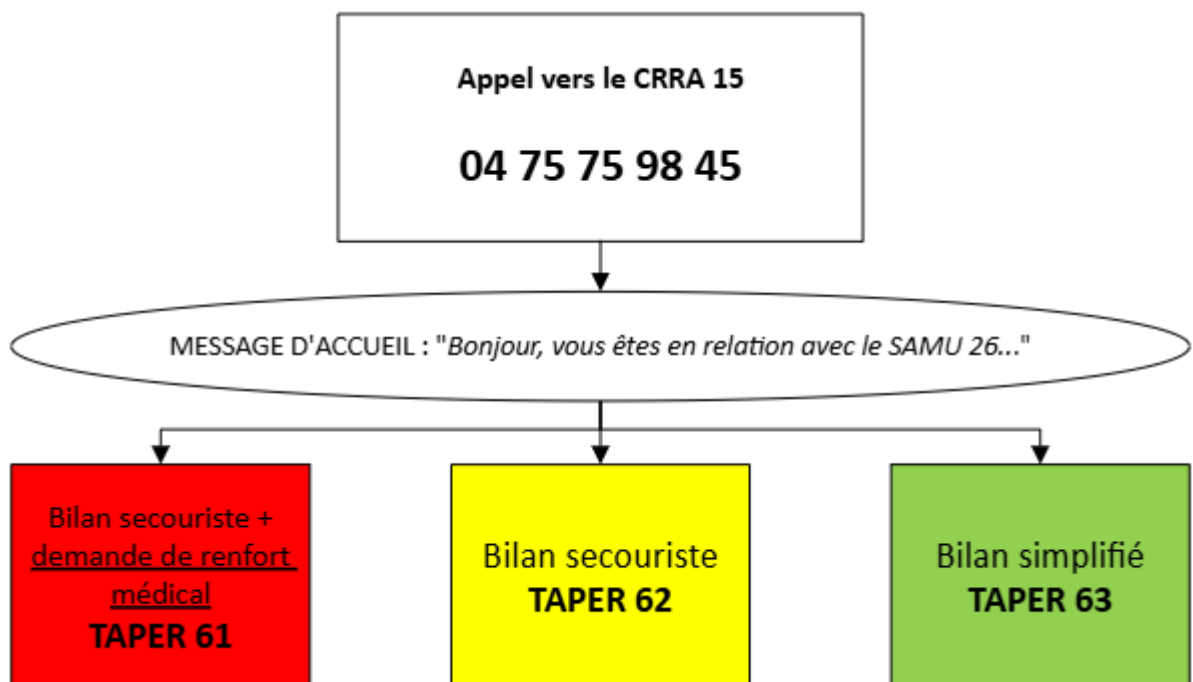 Appel vers le CRRA 15
04 75 75 98 45
MESSAGE D'ACCUEIL : "Bonjour, vous êtes en relation avec le SAMU 26..."
Bilan secouriste +
demande de renfort
médical
TAPER 61
Bilan secouriste
TAPER 62
Bilan simplifié
TAPER 63